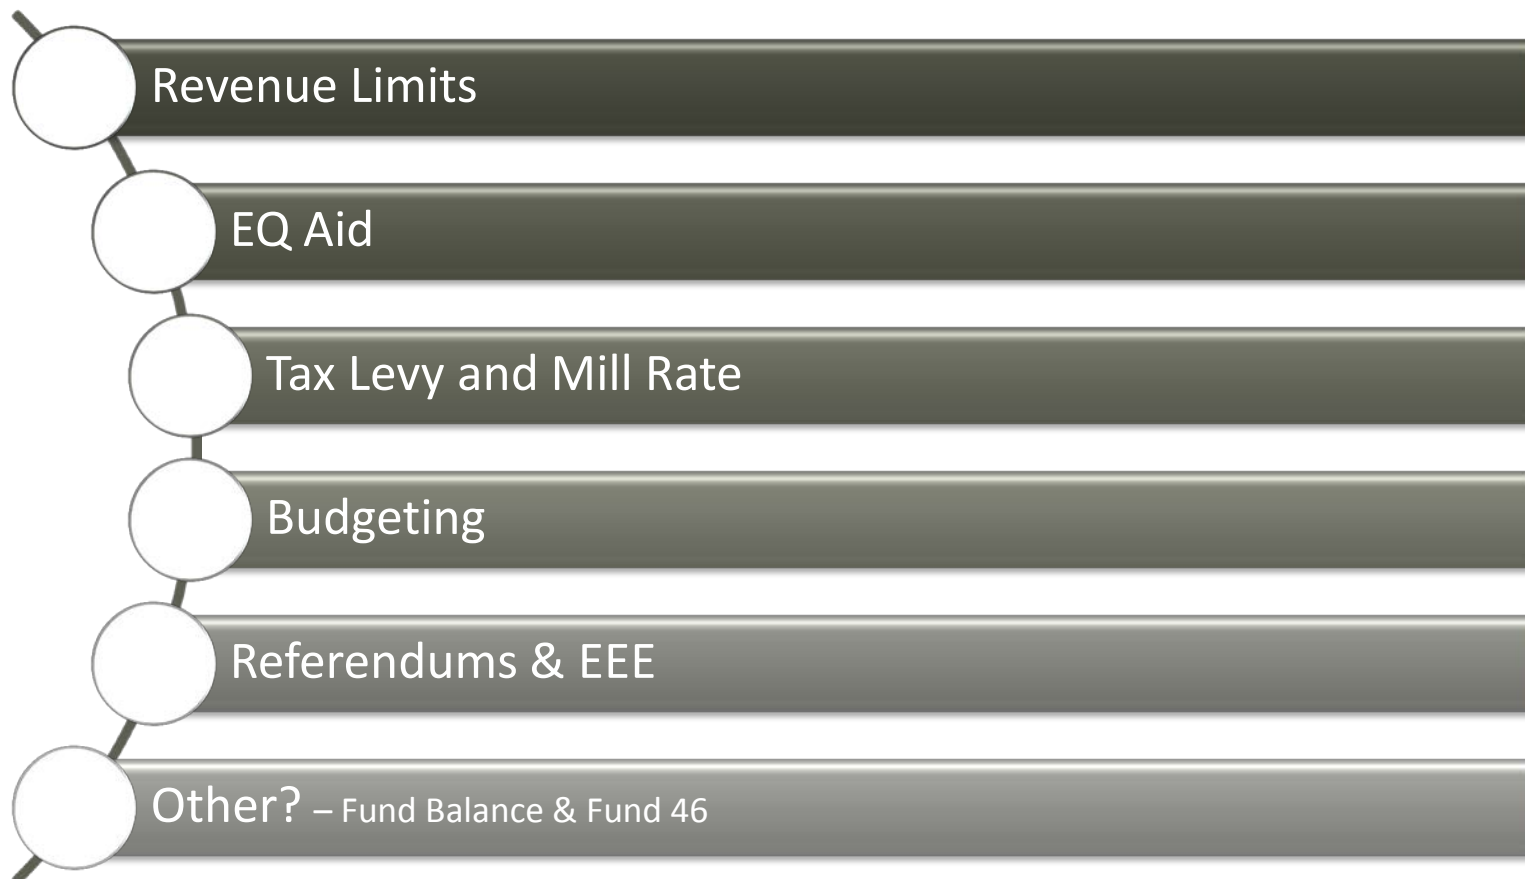 Revenue Limits
EQ Aid
Tax Levy and Mill Rate
Budgeting
Referendums & EEE
Other? – Fund Balance & Fund 46